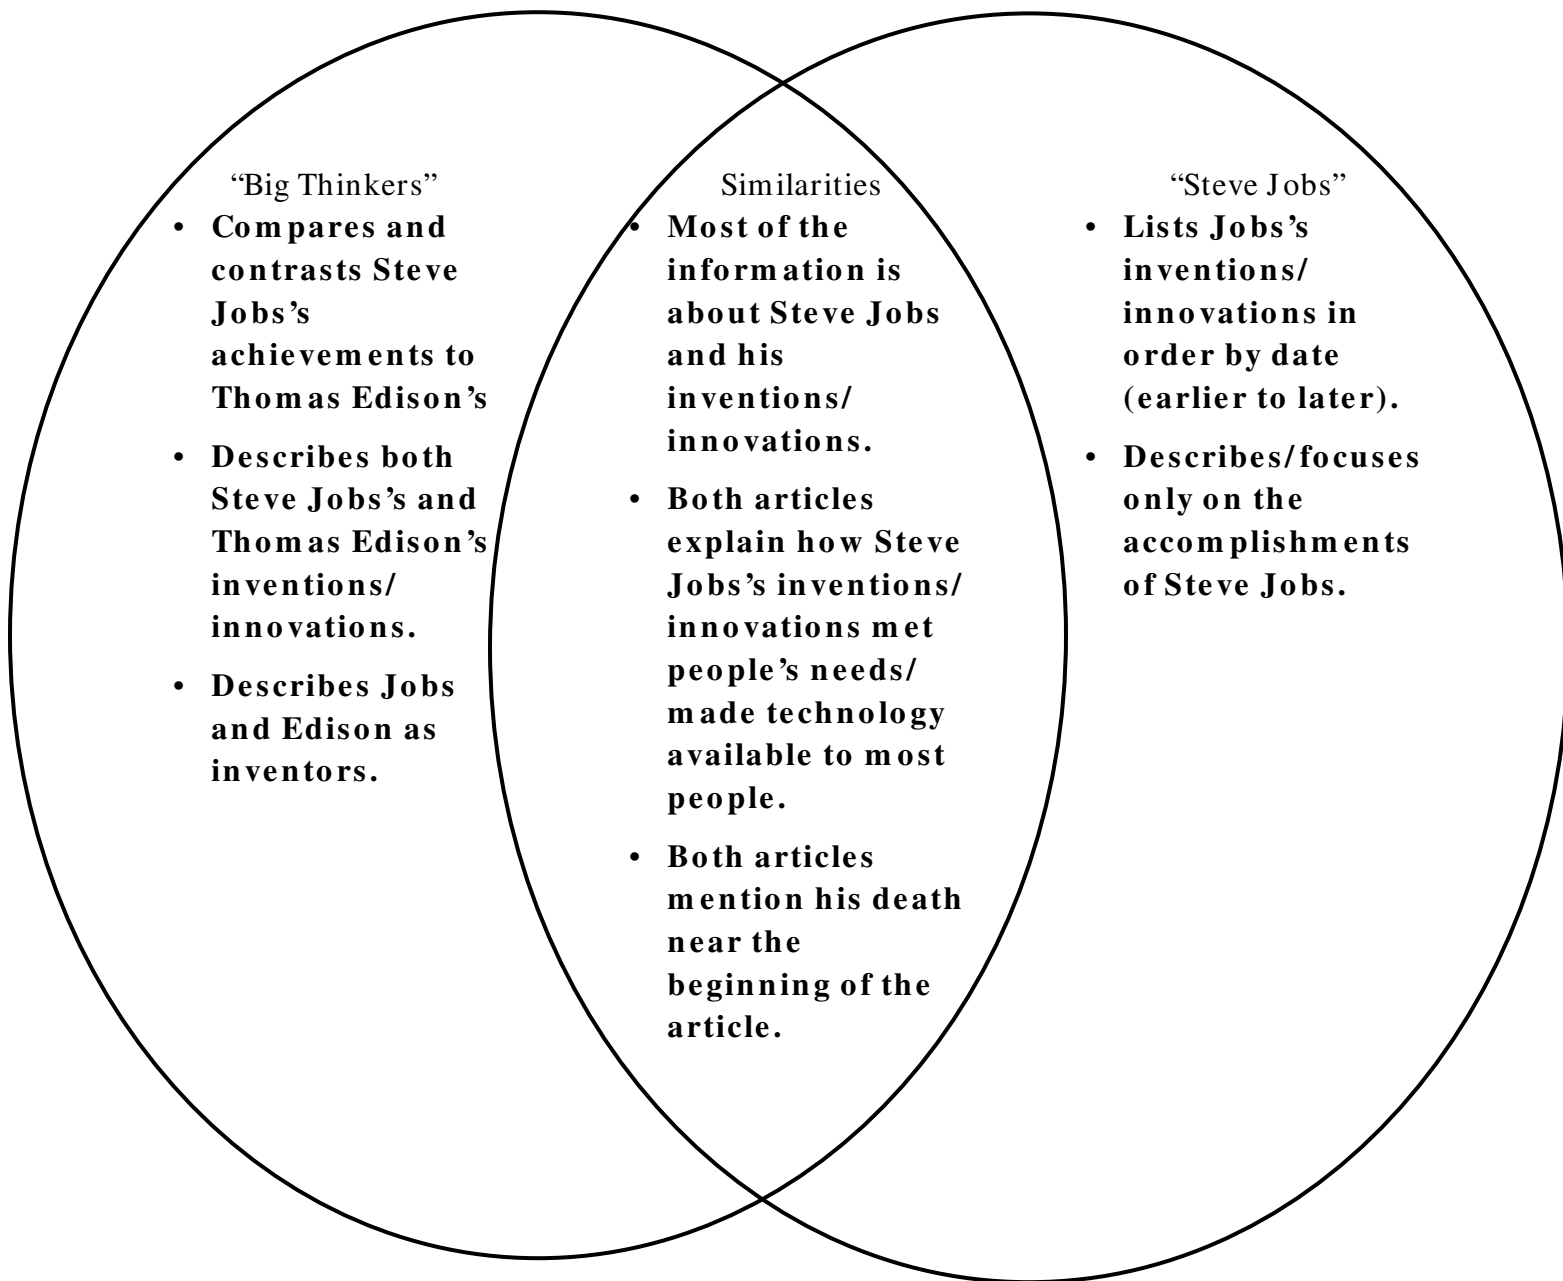 “Big Thinkers”
• Compares and
contrasts Steve
Jobs’s
achievements to
Thomas Edison’s
• Describes both
Steve Jobs’s and
Thomas Edison’s
inventions/
innovations.
• Describes Jobs
and Edison as
inventors.
Similarities
• Most of the
information is
about Steve Jobs
and his
inventions/
innovations.
• Both articles
explain how Steve
Jobs’s inventions/
innovations met
people’s needs/
made technology
available to most
people.
• Both articles
mention his death
near the
beginning of the
article.
“Steve Jobs”
• Lists Jobs’s
inventions/
innovations in
order by date
(earlier to later).
• Describes/focuses
only on the
accomplishments
of Steve Jobs.